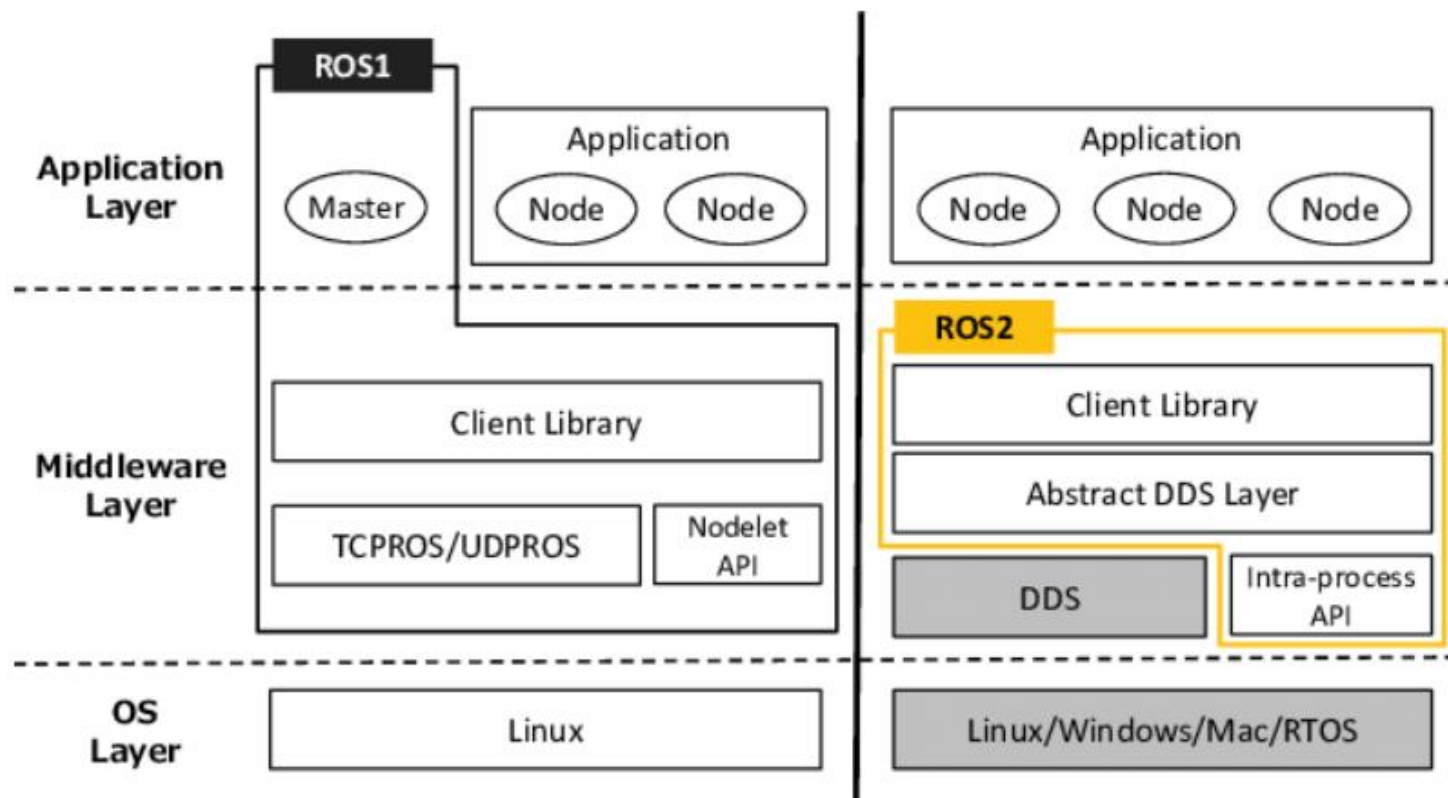 ROS1
Application
Layer
Master
Application
Node
Node
Application
Node
Node
Node
Middleware
Layer
Client Library
TCPROS/UDPROS
Nodelet
API
ROS2
Client Library
Abstract DDS Layer
DDS
Intra-process
API
OS
Layer
Linux
Linux/Windows/Mac/RTOS